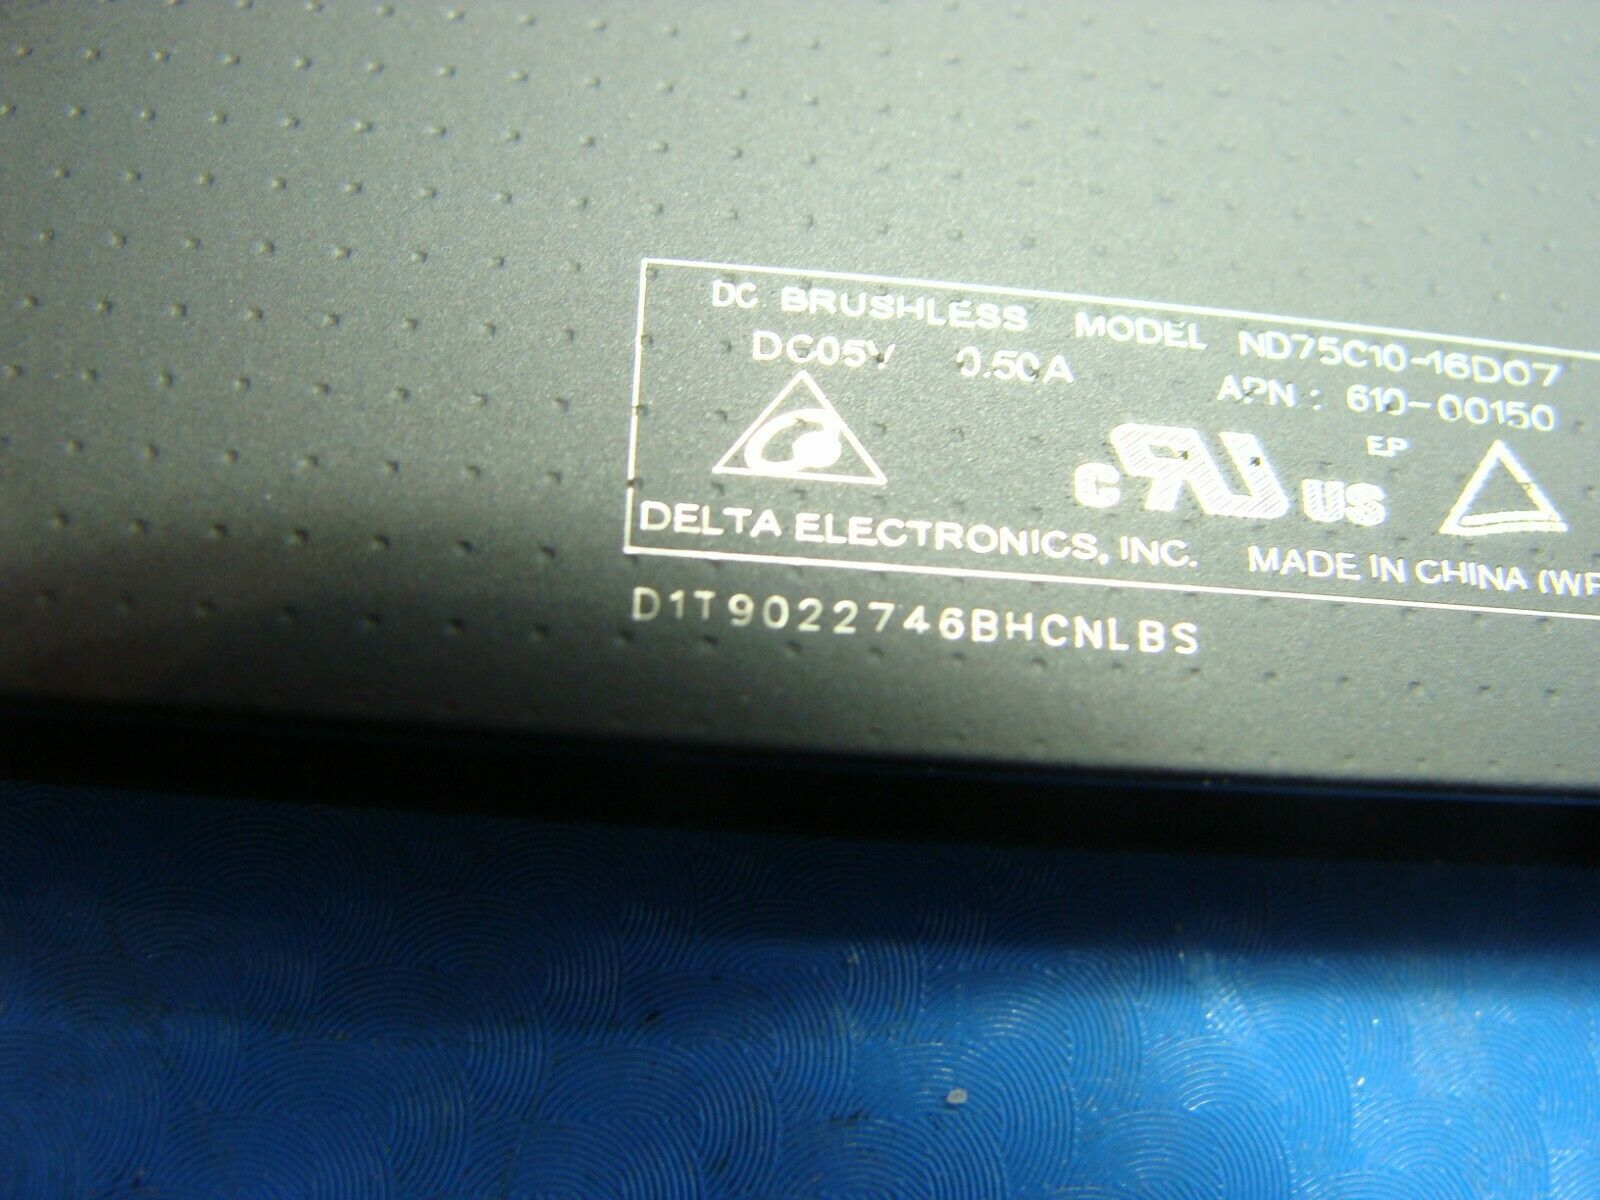 DC BRUSHLESS MODEL ND75C10-16D07
DC05V 0.50A APN : 610-00150
c RU US EP
DELTA ELECTRONICS, INC. MADE IN CHINA
D1T9022746BHCNLBS